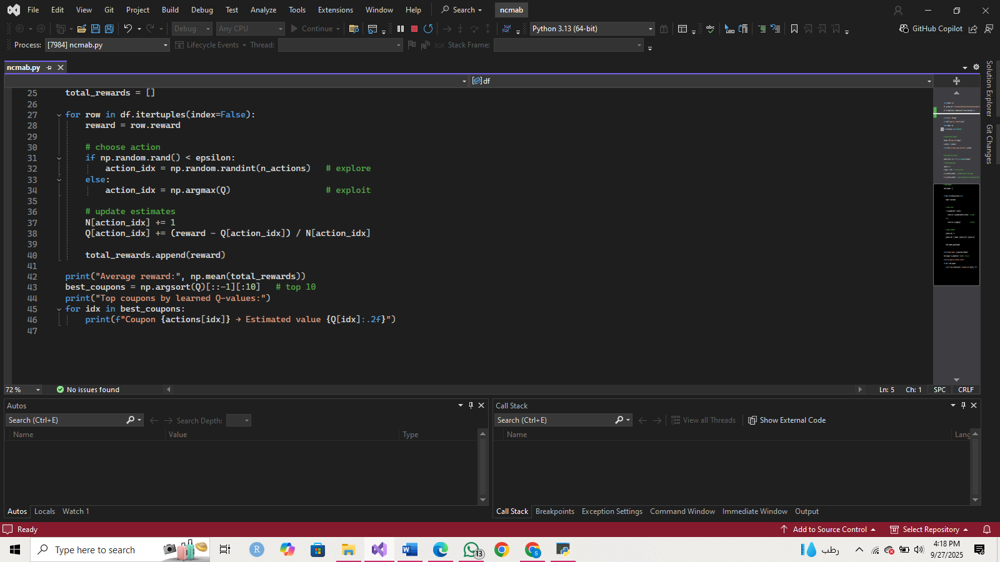 File Edit View Git Project Build Debug Test Analyze Tools Extensions Window Help Search ncmab
Debug Any CPU Continue Python 3.13 (64-bit) GitHub Copilot
Process: [7984] ncmab.py Lifecycle Events Thread: Stack Frame:
ncmab.py
df
25 total_rewards = []
26
27 for row in df.itertuples(index=False):
28 reward = row.reward
29
30 # choose action
31 if np.random.rand() < epsilon:
32 action_idx = np.random.randint(n_actions) # explore
33 else:
34 action_idx = np.argmax(Q) # exploit
35
36 # update estimates
37 N[action_idx] += 1
38 Q[action_idx] += (reward - Q[action_idx]) / N[action_idx]
39
40 total_rewards.append(reward)
41
42 print("Average reward:", np.mean(total_rewards))
43 best_coupons = np.argsort(Q)[::-1][:10] # top 10
44 print("Top coupons by learned Q-values:")
45 for idx in best_coupons:
46 print(f"Coupon {actions[idx]} → Estimated value {Q[idx]:.2f}")
47
Solution Explorer
Git Changes
72 % No issues found Ln: 5 Ch: 1 SPC CRLF
Autos
Search (Ctrl+E) Search Depth:
Name Value Type
Autos Locals Watch 1
Call Stack
Search (Ctrl+E) View all Threads Show External Code
Name Lang
Call Stack Breakpoints Exception Settings Command Window Immediate Window Output
Ready Add to Source Control Select Repository
Type here to search
13
رطب
4:18 PM
9/27/2025